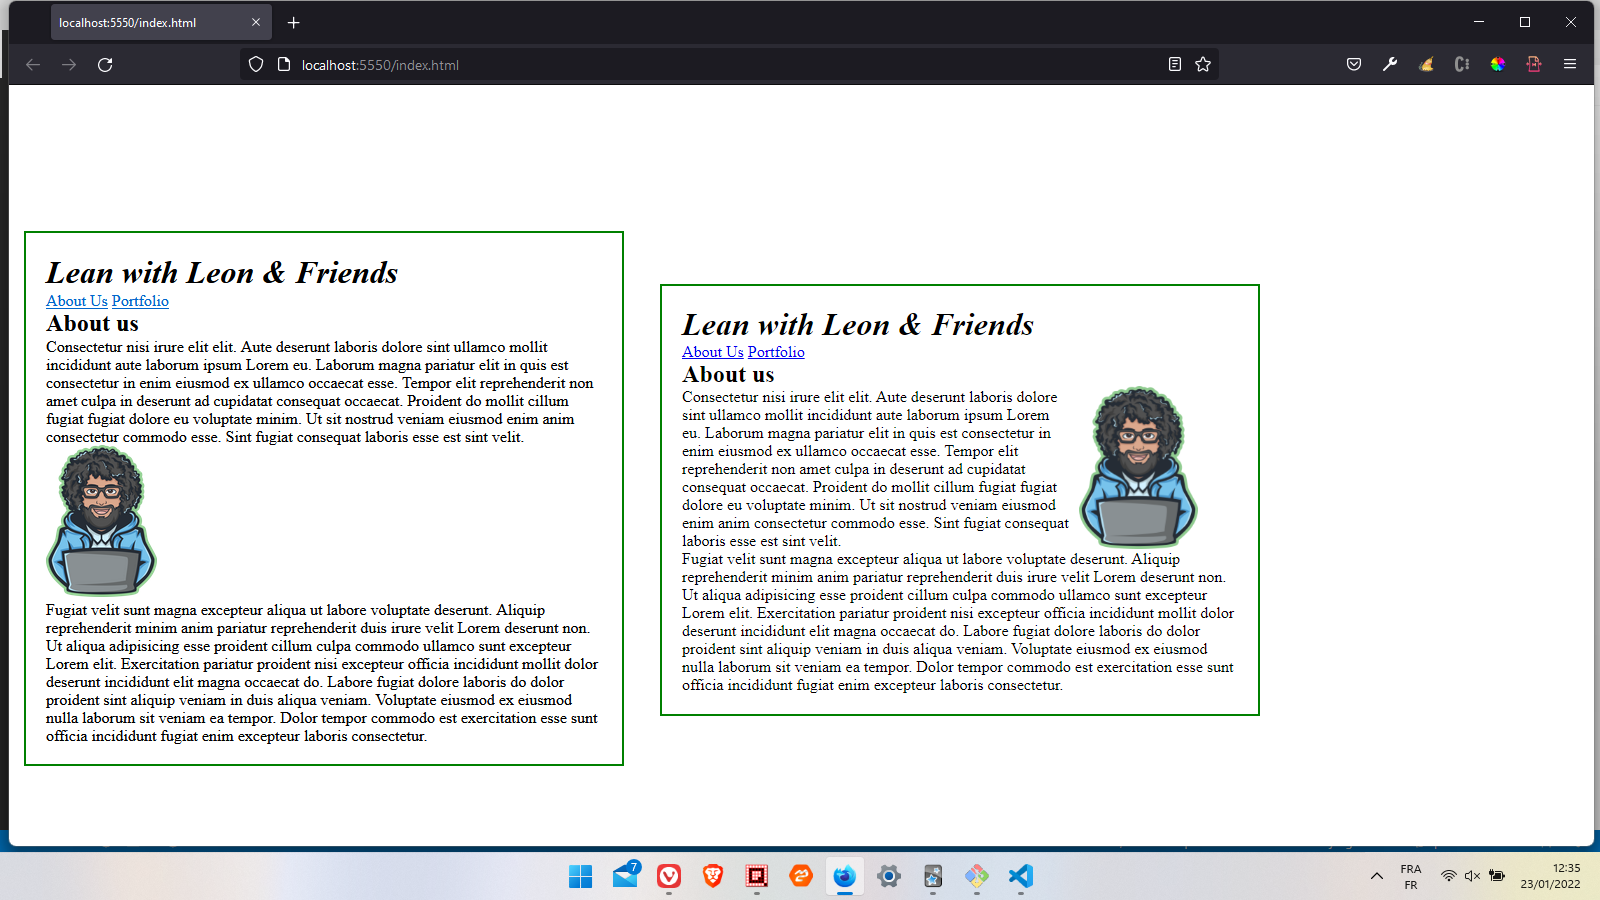 localhost:5550/index.html
localhost:5550/index.html
Lean with Leon & Friends
About Us Portfolio
About us
Consectetur nisi irure elit elit. Aute deserunt laboris dolore sint ullamco mollit
incididunt aute laborum ipsum Lorem eu. Laborum magna pariatur elit in quis est
consectetur in enim eiusmod ex ullamco occaecat esse. Tempor elit reprehenderit non
amet culpa in deserunt ad cupidatat consequat occaecat. Proident do mollit cillum
fugiat fugiat dolore eu voluptate minim. Ut sit nostrud veniam eiusmod enim anim
consectetur commodo esse. Sint fugiat consequat laboris esse est sint velit.
Fugiat velit sunt magna excepteur aliqua ut labore voluptate deserunt. Aliquip
reprehenderit minim anim pariatur reprehenderit duis irure velit Lorem deserunt non.
Ut aliqua adipisicing esse proident cillum culpa commodo ullamco sunt excepteur
Lorem elit. Exercitation pariatur proident nisi excepteur officia incididunt mollit dolor
deserunt incididunt elit magna occaecat do. Labore fugiat dolore laboris do dolor
proident sint aliquip veniam in duis aliqua veniam. Voluptate eiusmod ex eiusmod
nulla laborum sit veniam ea tempor. Dolor tempor commodo est exercitation esse sunt
officia incididunt fugiat enim excepteur laboris consectetur.
Lean with Leon & Friends
About Us Portfolio
About us
Consectetur nisi irure elit elit. Aute deserunt laboris dolore
sint ullamco mollit incididunt aute laborum ipsum Lorem
eu. Laborum magna pariatur elit in quis est consectetur in
enim eiusmod ex ullamco occaecat esse. Tempor elit
reprehenderit non amet culpa in deserunt ad cupidatat
consequat occaecat. Proident do mollit cillum fugiat fugiat
dolore eu voluptate minim. Ut sit nostrud veniam eiusmod
enim anim consectetur commodo esse. Sint fugiat consequat
laboris esse est sint velit.
Fugiat velit sunt magna excepteur aliqua ut labore voluptate deserunt. Aliquip
reprehenderit minim anim pariatur reprehenderit duis irure velit Lorem deserunt non.
Ut aliqua adipisicing esse proident cillum culpa commodo ullamco sunt excepteur
Lorem elit. Exercitation pariatur proident nisi excepteur officia incididunt mollit dolor
deserunt incididunt elit magna occaecat do. Labore fugiat dolore laboris do dolor
proident sint aliquip veniam in duis aliqua veniam. Voluptate eiusmod ex eiusmod
nulla laborum sit veniam ea tempor. Dolor tempor commodo est exercitation esse sunt
officia incididunt fugiat enim excepteur laboris consectetur.
7
FRA
FR
12:35
23/01/2022